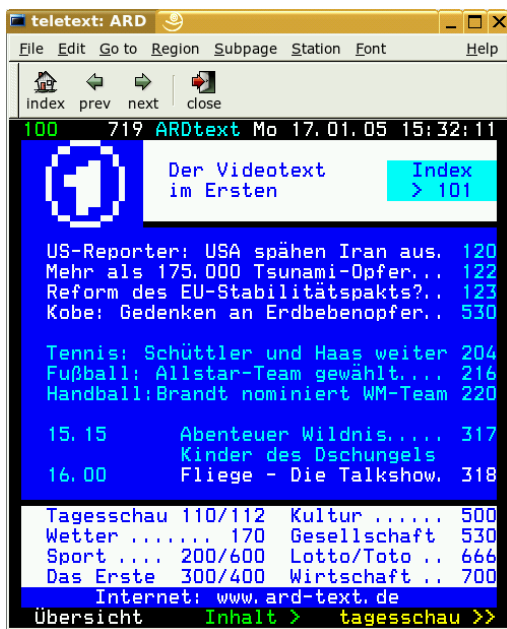 teletext: ARD
File Edit Go to Region Subpage Station Font Help
index prev next close
100 719 ARDtext Mo 17.01.05 15:32:11
1
Der Videotext Index
im Ersten > 101
US-Reporter: USA spähen Iran aus. 120
Mehr als 175.000 Tsunami-Opfer... 122
Reform des EU-Stabilitätspakts?.. 123
Kobe: Gedenken an Erdbebenopfer.. 530
Tennis: Schüttler und Haas weiter 204
Fußball: Allstar-Team gewählt.... 216
Handball:Brandt nominiert WM-Team 220
15.15 Abenteuer Wildnis..... 317
Kinder des Dschungels
16.00 Fliege - Die Talkshow. 318
Tagesschau 110/112 Kultur ...... 500
Wetter ....... 170 Gesellschaft 530
Sport .... 200/600 Lotto/Toto .. 666
Das Erste 300/400 Wirtschaft .. 700
Internet: www.ard-text.de
Übersicht Inhalt > tagesschau >>